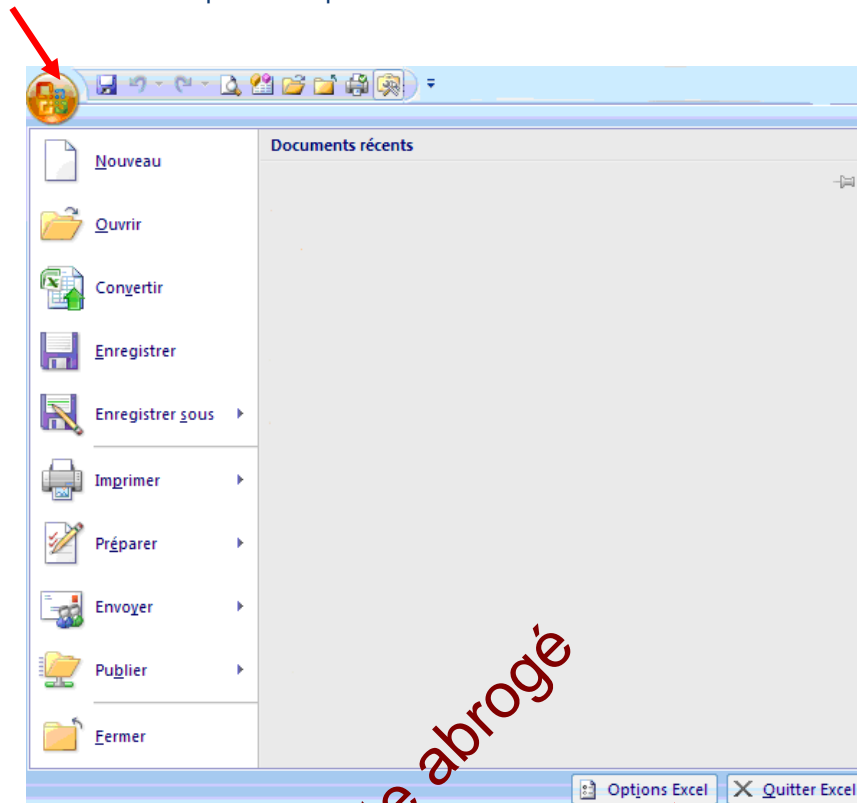 Documents récents
Nouveau
Ouvrir
Convertir
Enregistrer
Enregistrer sous
Imprimer
Préparer
Envoyer
Publier
Fermer
abrogé
Options Excel
Quitter Excel